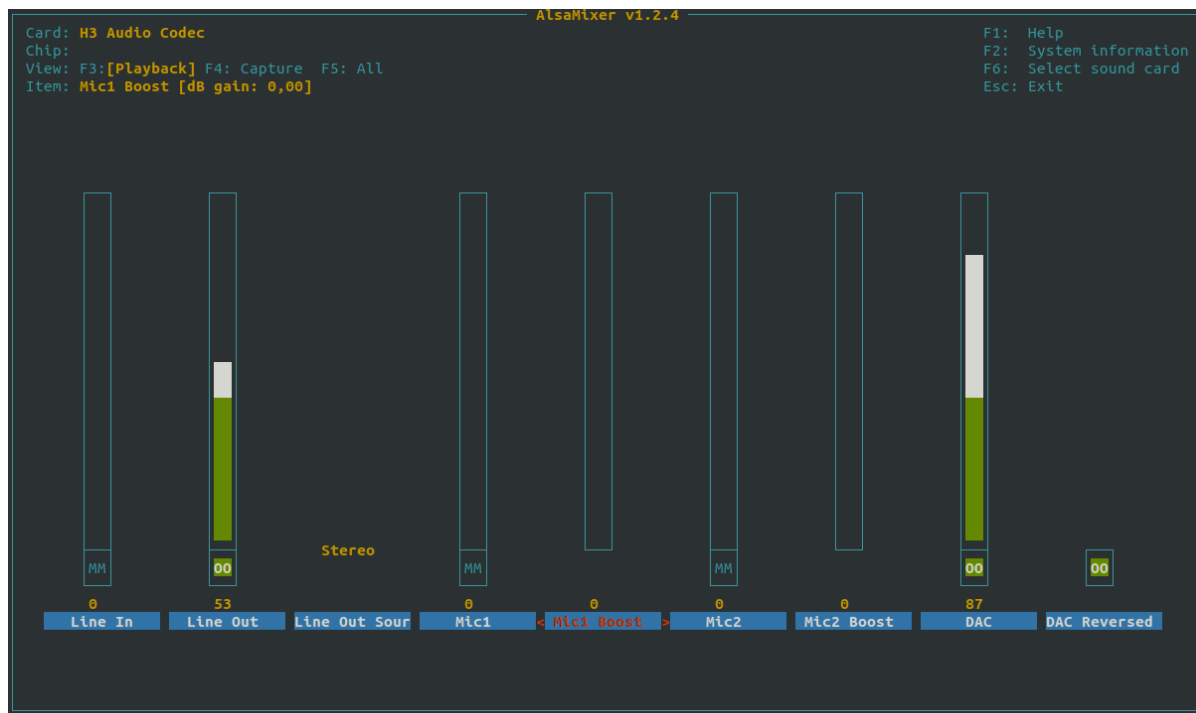 AlsaMixer v1.2.4
Card: H3 Audio Codec F1: Help
Chip: F2: System information
View: F3:[Playback] F4: Capture F5: All F6: Select sound card
Item: Mic1 Boost [dB gain: 0,00] Esc: Exit
Stereo
MM OO MM MM OO OO
0 53 0 0 0 0 87
Line In Line Out Line Out Sour Mic1 < Mic1 Boost > Mic2 Mic2 Boost DAC DAC Reversed